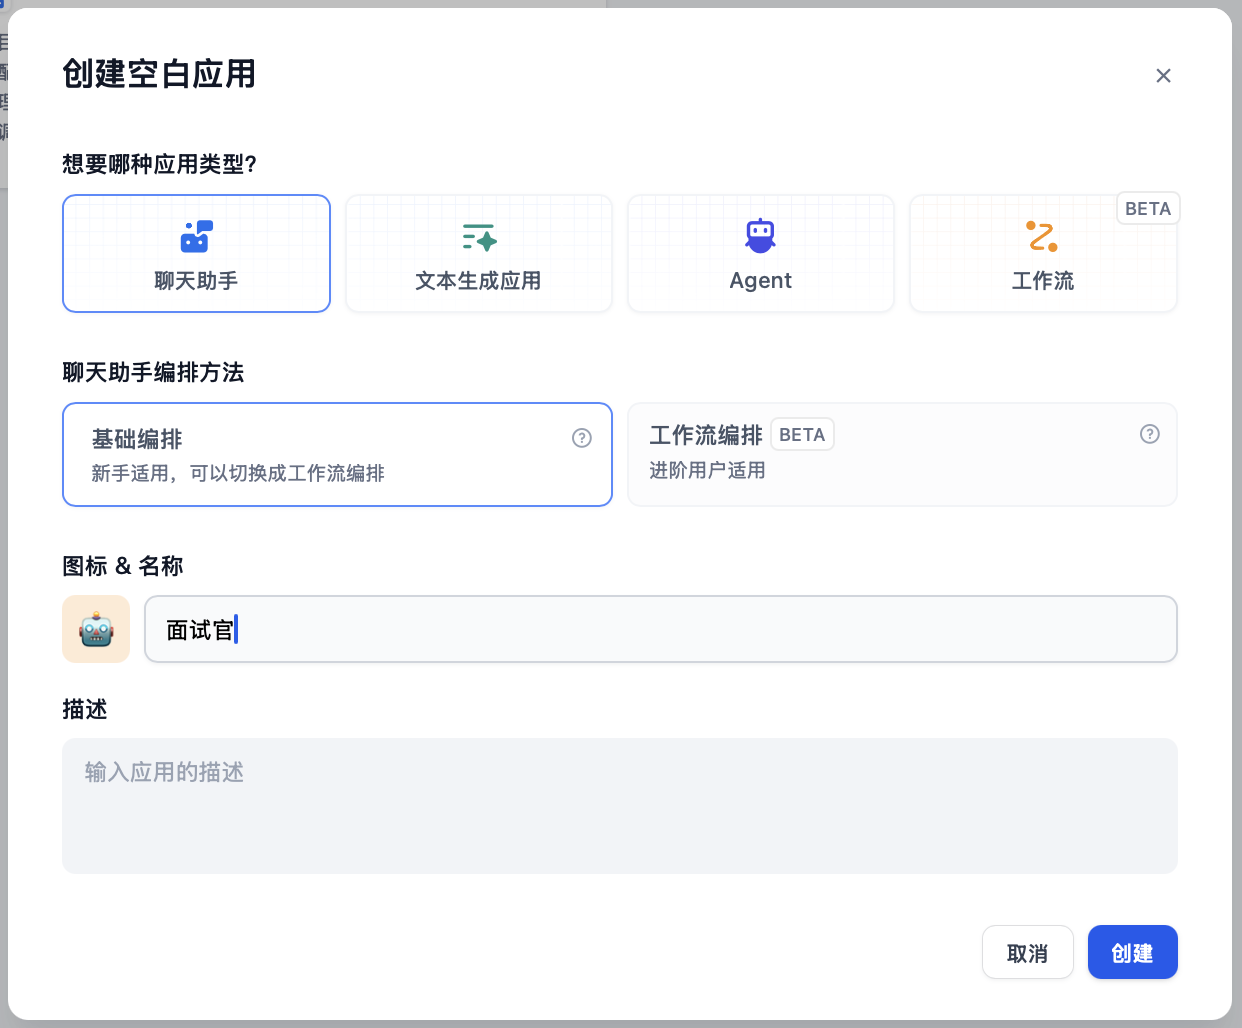 创建空白应用
想要哪种应用类型?
聊天助手
文本生成应用
Agent
BETA
工作流
聊天助手编排方法
基础编排
新手适用，可以切换成工作流编排
工作流编排 BETA
进阶用户适用
图标 & 名称
面试官
描述
输入应用的描述
取消
创建